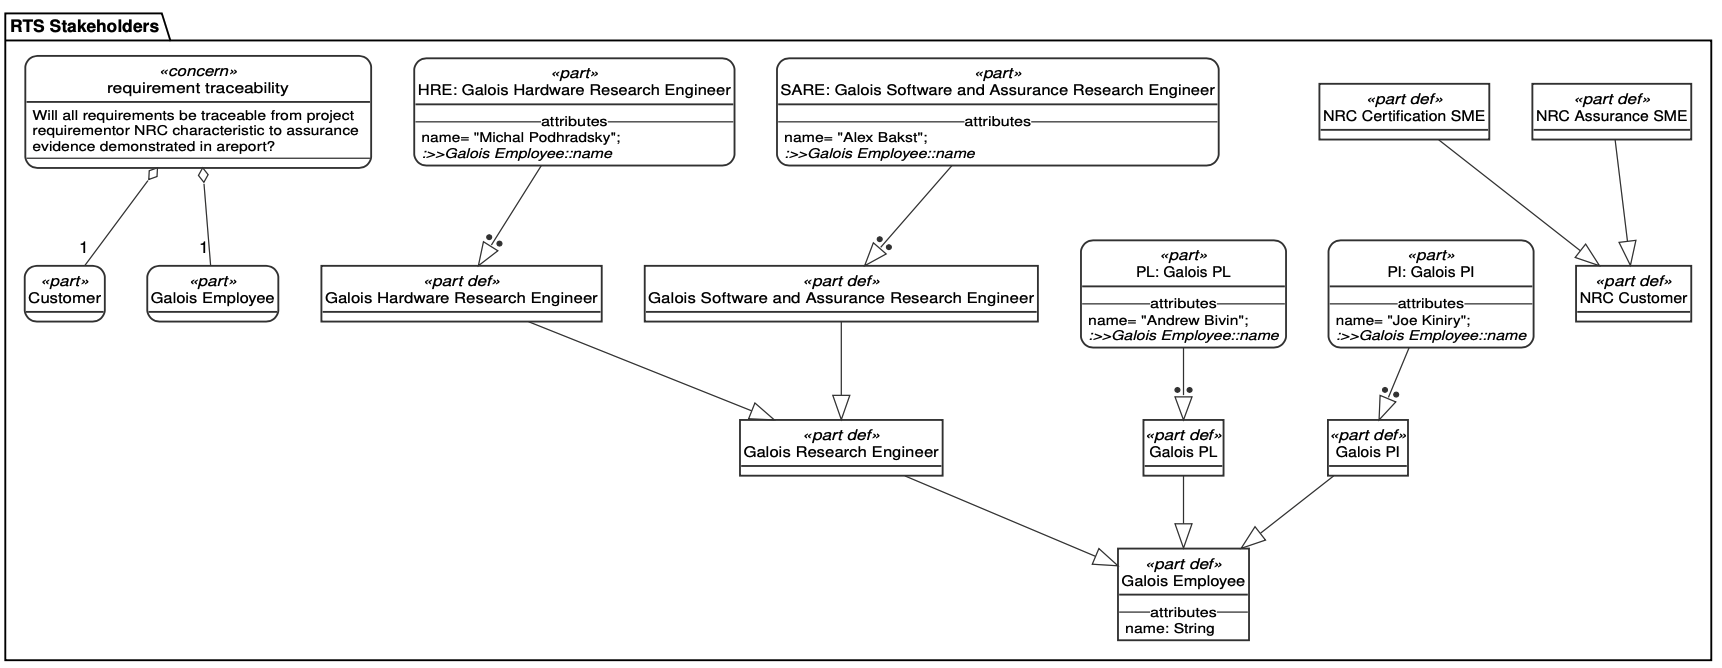 RTS Stakeholders
«concern»
requirement traceability
Will all requirements be traceable from project
requirementor NRC characteristic to assurance
evidence demonstrated in areport?
«part»
HRE: Galois Hardware Research Engineer
attributes
name= "Michal Podhradsky";
:>>Galois Employee::name
«part»
SARE: Galois Software and Assurance Research Engineer
attributes
name= "Alex Bakst";
:>>Galois Employee::name
«part def»
NRC Certification SME
«part def»
NRC Assurance SME
1
1
«part»
Customer
«part»
Galois Employee
«part def»
Galois Hardware Research Engineer
«part def»
Galois Software and Assurance Research Engineer
«part»
PL: Galois PL
attributes
name= "Andrew Bivin";
:>>Galois Employee::name
«part»
PI: Galois PI
attributes
name= "Joe Kiniry";
:>>Galois Employee::name
«part def»
NRC Customer
«part def»
Galois Research Engineer
«part def»
Galois PL
«part def»
Galois PI
«part def»
Galois Employee
attributes
name: String